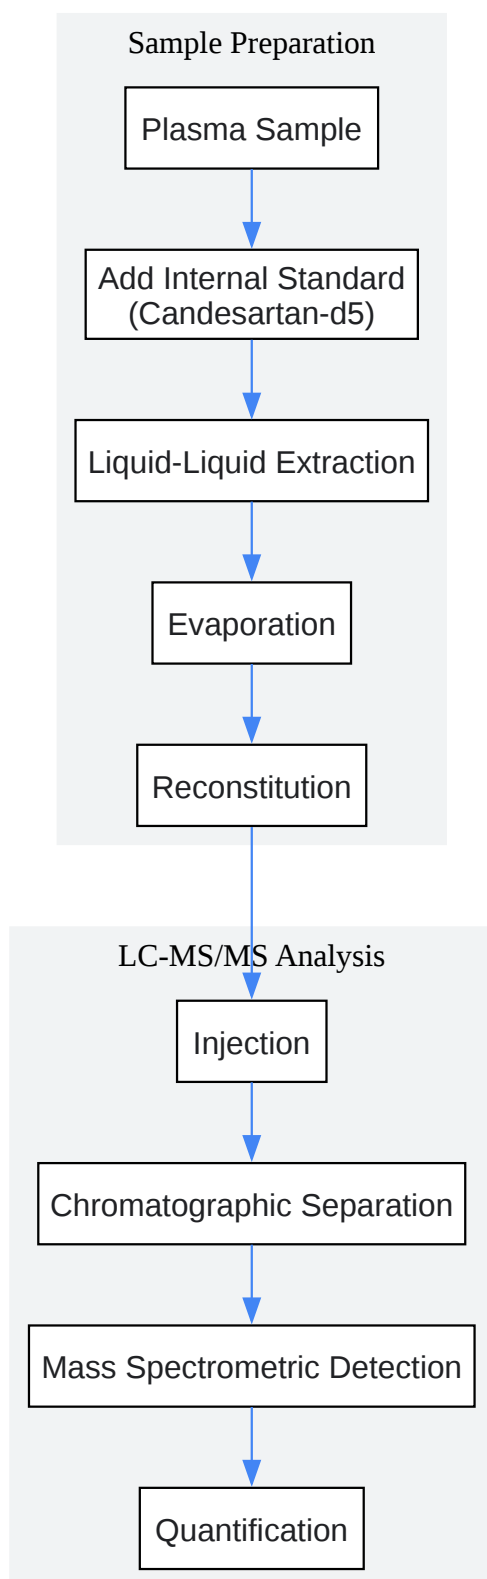 Sample Preparation
Plasma Sample
Add Internal Standard
(Candesartan-d5)
Liquid-Liquid Extraction
Evaporation
Reconstitution
LC-MS/MS Analysis
Injection
Chromatographic Separation
Mass Spectrometric Detection
Quantification